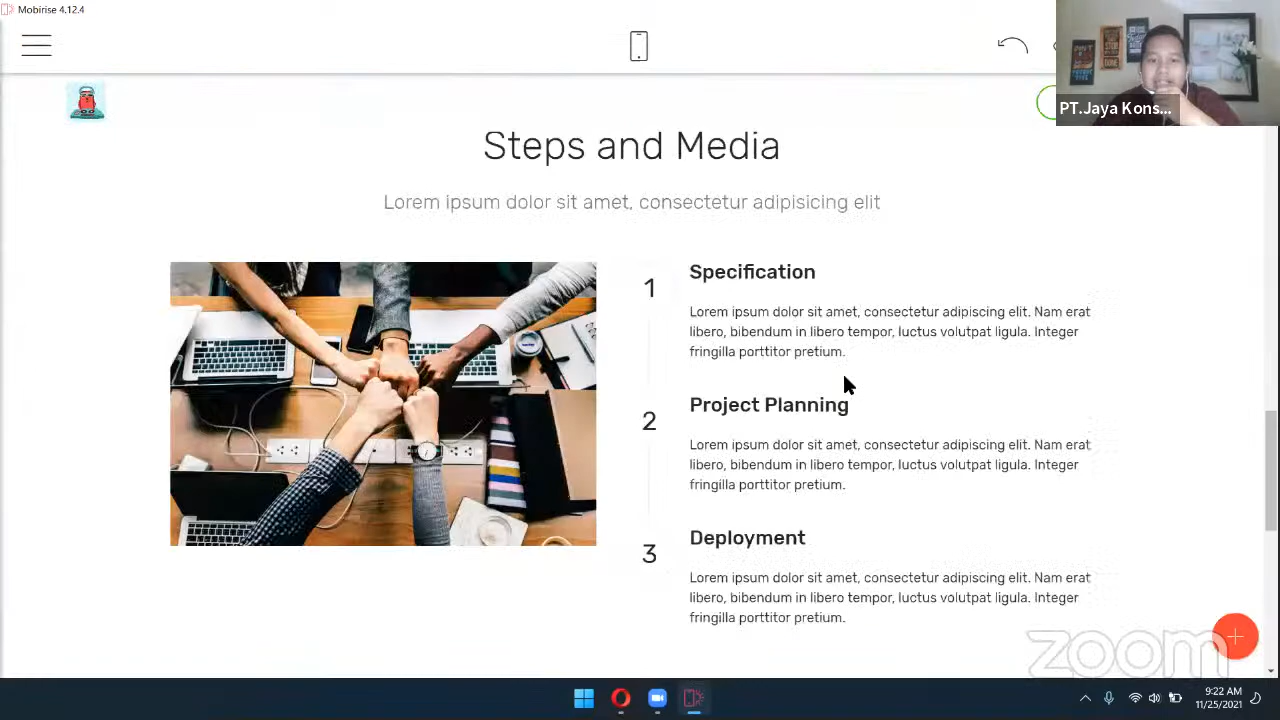 Mobirise 4.12.4
PT.Jaya Kons...
Steps and Media
Lorem ipsum dolor sit amet, consectetur adipisicing elit
1
Specification
Lorem ipsum dolor sit amet, consectetur adipiscing elit. Nam erat
libero, bibendum in libero tempor, luctus volutpat ligula. Integer
fringilla porttitor pretium.
2
Project Planning
Lorem ipsum dolor sit amet, consectetur adipiscing elit. Nam erat
libero, bibendum in libero tempor, luctus volutpat ligula. Integer
fringilla porttitor pretium.
3
Deployment
Lorem ipsum dolor sit amet, consectetur adipiscing elit. Nam erat
libero, bibendum in libero tempor, luctus volutpat ligula. Integer
fringilla porttitor pretium.
zoom
9:22 AM
11/25/2021